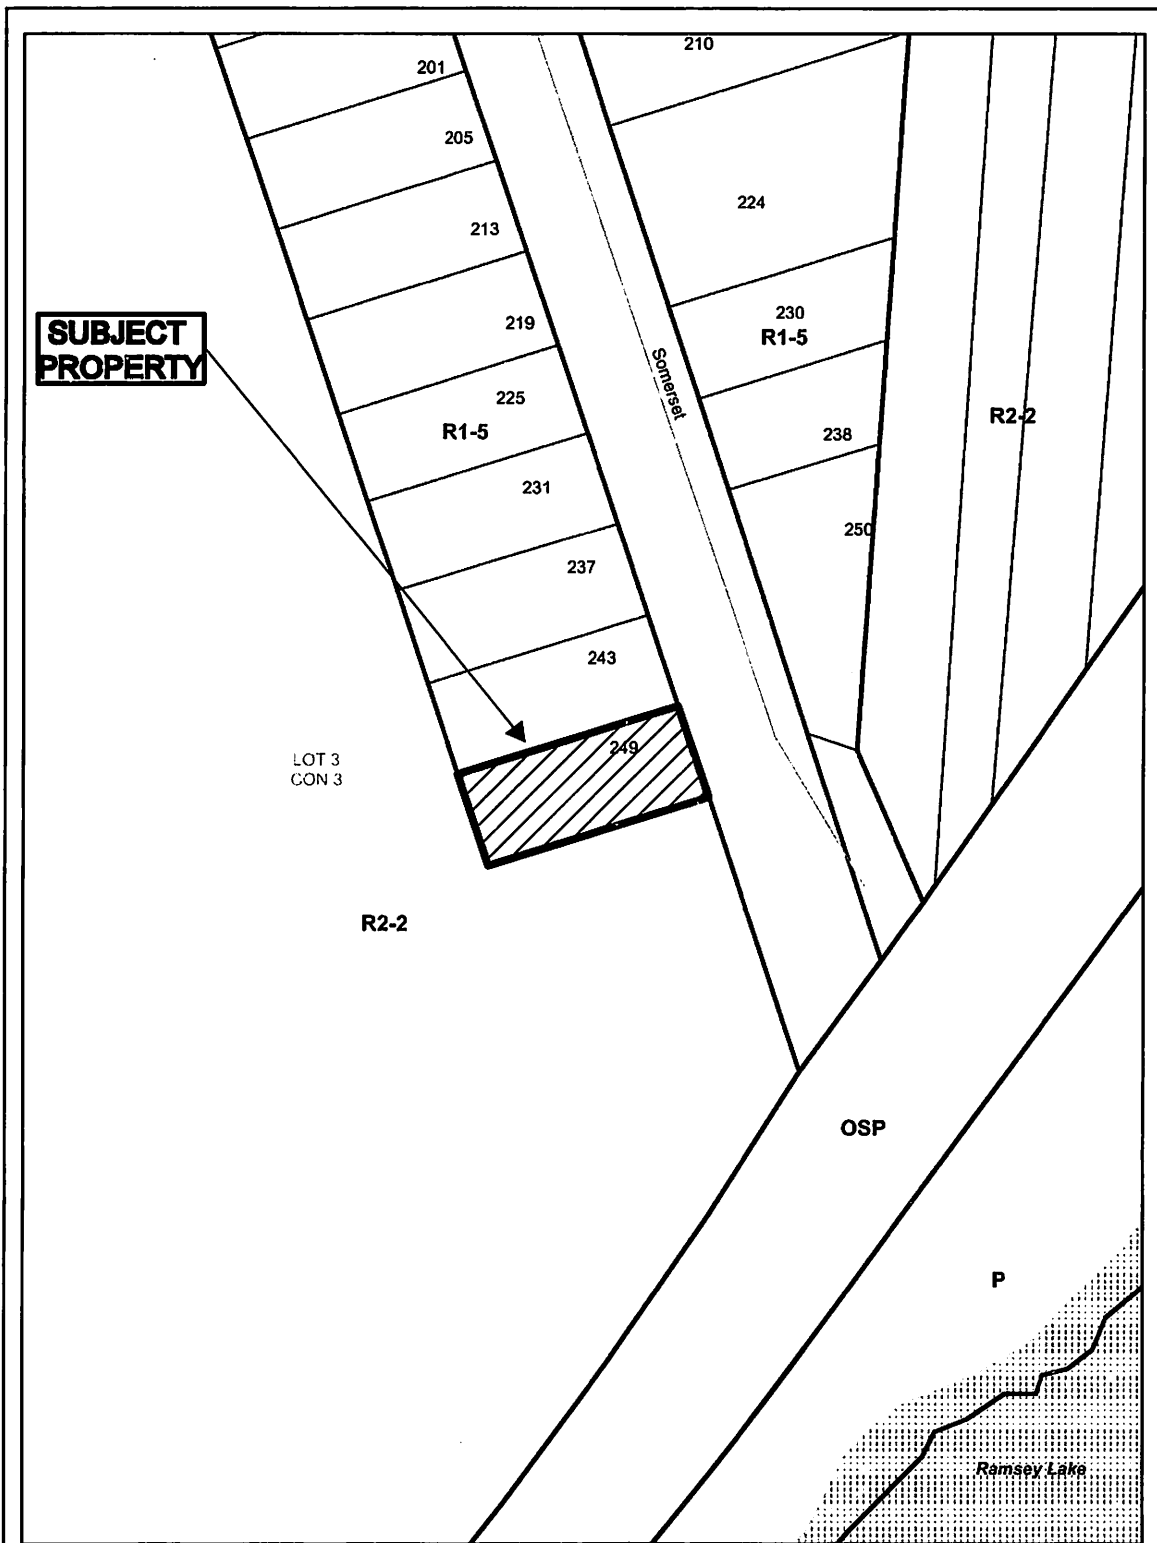 210
201
205
224
213
230
R1-5
219
SUBJECT
PROPERTY
Somerset
225
R1-5
R2-2
238
231
250
237
243
249
LOT 3
CON 3
R2-2
OSP
P
Ramsey Lake